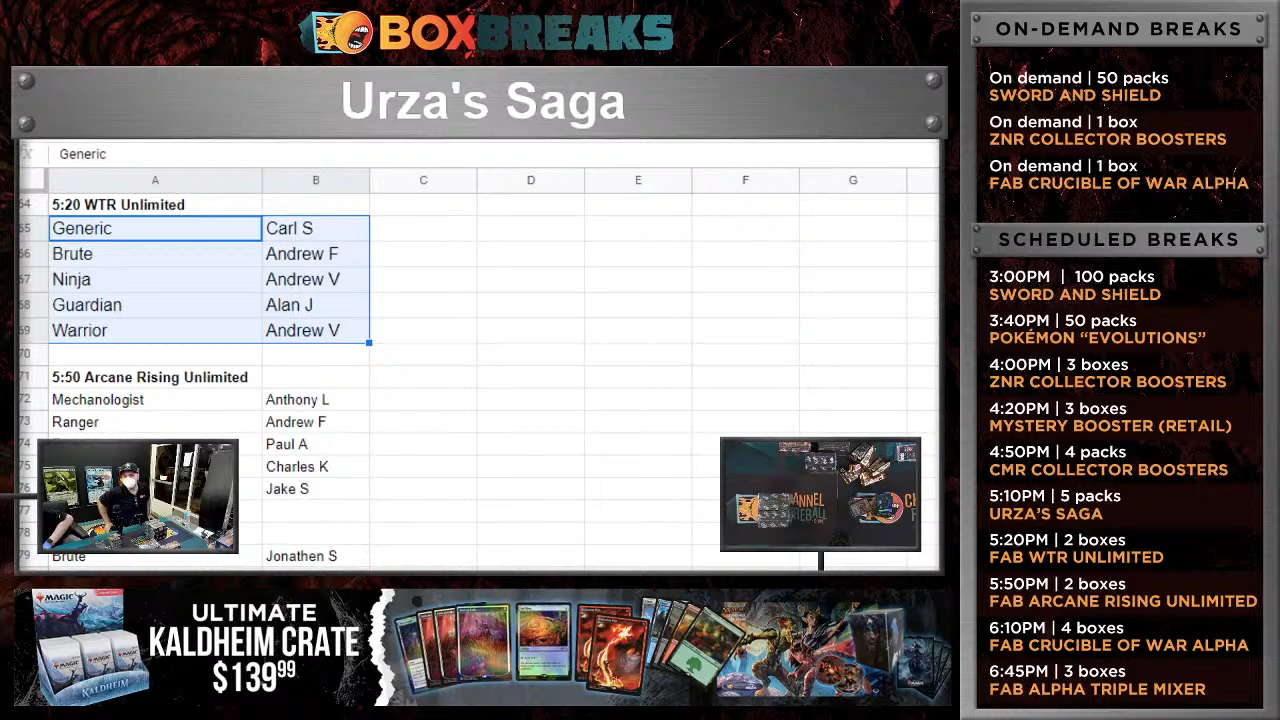 BOXBREAKS
Urza's Saga
Generic
A B C D E F G
5:20 WTR Unlimited
Generic Carl S
Brute Andrew F
Ninja Andrew V
Guardian Alan J
Warrior Andrew V
70
5:50 Arcane Rising Unlimited
Mechanologist Anthony L
Ranger Andrew F
Paul A
Charles K
Jake S
Brute Jonathen S
MAGIC
KALDHEIM
ULTIMATE
KALDHEIM CRATE
$139.99
ON-DEMAND BREAKS
On demand | 50 packs
SWORD AND SHIELD
On demand | 1 box
ZNR COLLECTOR BOOSTERS
On demand | 1 box
FAB CRUCIBLE OF WAR ALPHA
SCHEDULED BREAKS
3:00PM | 100 packs
SWORD AND SHIELD
3:40PM | 50 packs
POKÉMON “EVOLUTIONS”
4:00PM | 3 boxes
ZNR COLLECTOR BOOSTERS
4:20PM | 3 boxes
MYSTERY BOOSTER (RETAIL)
4:50PM | 4 packs
CMR COLLECTOR BOOSTERS
5:10PM | 5 packs
URZA’S SAGA
5:20PM | 2 boxes
FAB WTR UNLIMITED
5:50PM | 2 boxes
FAB ARCANE RISING UNLIMITED
6:10PM | 4 boxes
FAB CRUCIBLE OF WAR ALPHA
6:45PM | 3 boxes
FAB ALPHA TRIPLE MIXER